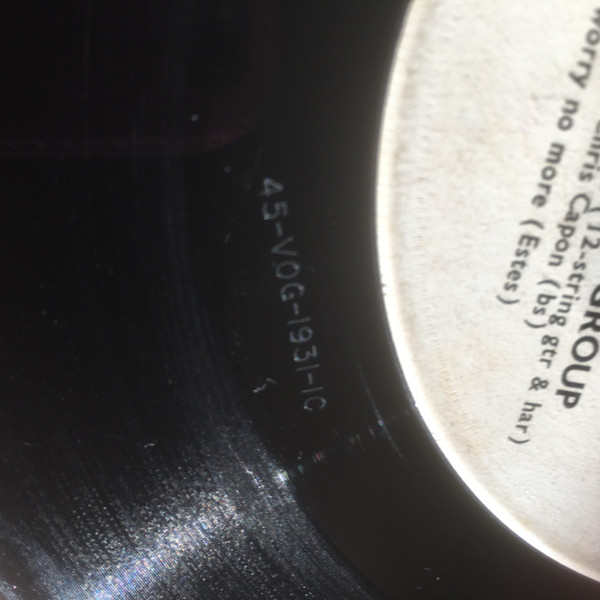 45-VOG-1931-1C
GROUP
(12-string gtr & har)
Chris Capon (bs)
worry no more (Estes)